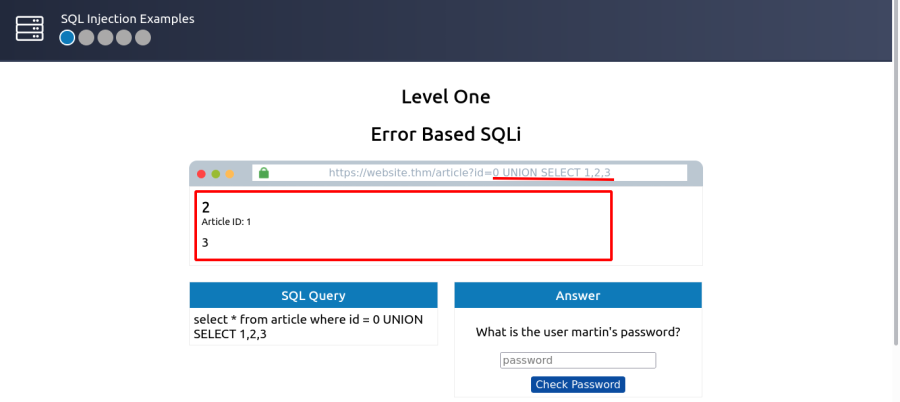 SQL Injection Examples
Level One
Error Based SQLi
https://website.thm/article?id=0 UNION SELECT 1,2,3
2
Article ID: 1
3
SQL Query
select * from article where id = 0 UNION
SELECT 1,2,3
Answer
What is the user martin's password?
password
Check Password